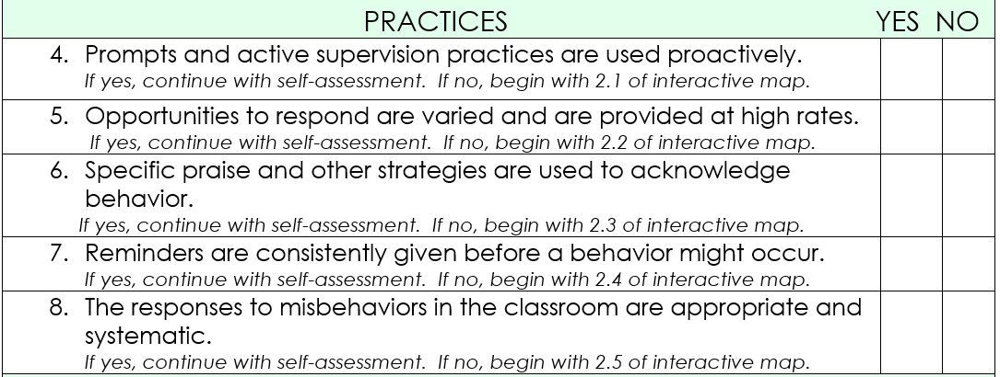 PRACTICES YES NO
4. Prompts and active supervision practices are used proactively.
If yes, continue with self-assessment. If no, begin with 2.1 of interactive map.
5. Opportunities to respond are varied and are provided at high rates.
If yes, continue with self-assessment. If no, begin with 2.2 of interactive map.
6. Specific praise and other strategies are used to acknowledge
behavior.
If yes, continue with self-assessment. If no, begin with 2.3 of interactive map.
7. Reminders are consistently given before a behavior might occur.
If yes, continue with self-assessment. If no, begin with 2.4 of interactive map.
8. The responses to misbehaviors in the classroom are appropriate and
systematic.
If yes, continue with self-assessment. If no, begin with 2.5 of interactive map.